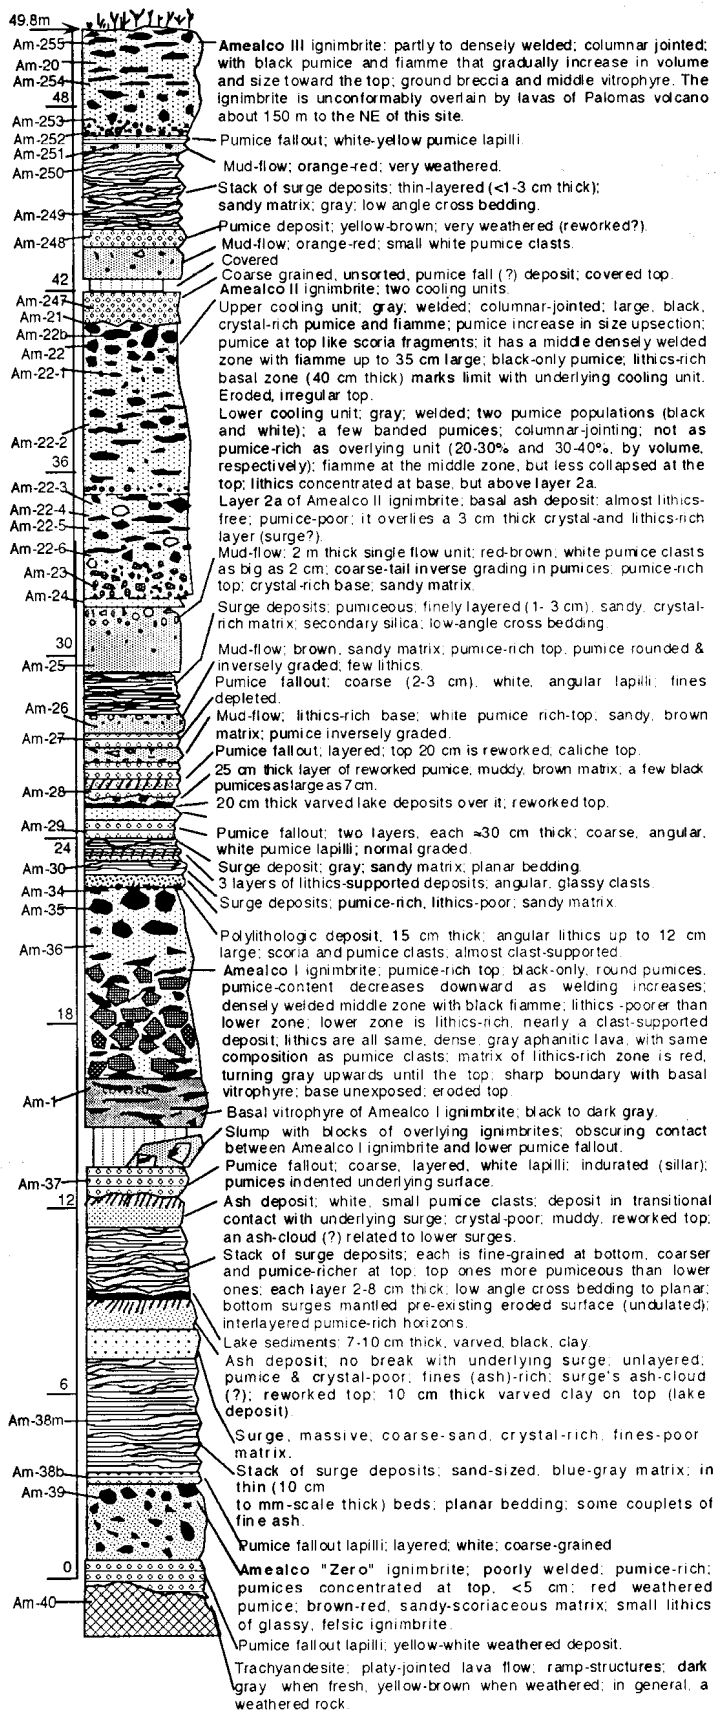 49.8m
Am-255
Am-20
Am-254
48
Am-253
Am-252
Am-251
Am-250
Am-249
Am-248
42
Am-247
Am-21
Am-22b
Am-22
Am-22-1
Am-22-2
36
Am-22-3
Am-22-4
Am-22-5
Am-22-6
Am-23
Am-24
30
Am-25
Am-26
Am-27
Am-28
Am-29
24
Am-30
Am-34
Am-35
Am-36
18
Am-1
Am-37
12
6
Am-38m
Am-38b
Am-39
0
Am-40
Amealco III ignimbrite: partly to densely welded; columnar jointed;
with black pumice and fiamme that gradually increase in volume
and size toward the top; ground breccia and middle vitrophyre. The
ignimbrite is unconformably overlain by lavas of Palomas volcano
about 150 m to the NE of this site.
Pumice fallout; white-yellow pumice lapilli
Mud-flow; orange-red; very weathered.
Stack of surge deposits; thin-layered (<1-3 cm thick);
sandy matrix; gray; low angle cross bedding.
Pumice deposit; yellow-brown; very weathered (reworked?).
Mud-flow; orange-red; small white pumice clasts.
Covered
Coarse grained, unsorted, pumice fall (?) deposit; covered top.
Amealco II ignimbrite; two cooling units.
Upper cooling unit; gray; welded; columnar-jointed; large, black,
crystal-rich pumice and fiamme; pumice increase in size upsection;
pumice at top like scoria fragments; it has a middle densely welded
zone with fiamme up to 35 cm large; black-only pumice; lithics-rich
basal zone (40 cm thick) marks limit with underlying cooling unit.
Eroded, irregular top.
Lower cooling unit; gray; welded; two pumice populations (black
and white); a few banded pumices; columnar-jointing; not as
pumice-rich as overlying unit (20-30% and 30-40%, by volume,
respectively); fiamme at the middle zone, but less collapsed at the
top; lithics concentrated at base, but above layer 2a.
Layer 2a of Amealco II ignimbrite; basal ash deposit; almost lithics-
free; pumice-poor; it overlies a 3 cm thick crystal-and lithics-rich
layer (surge?).
Mud-flow; 2 m thick single flow unit; red-brown; white pumice clasts
as big as 2 cm; coarse-tail inverse grading in pumices; pumice-rich
top; crystal-rich base; sandy matrix.
Surge deposits; pumiceous; finely layered (1- 3 cm), sandy, crystal-
rich matrix; secondary silica; low-angle cross bedding
Mud-flow; brown, sandy matrix, pumice-rich top, pumice rounded &
inversely graded; few lithics.
Pumice fallout; coarse (2-3 cm), white, angular lapilli; fines
depleted.
Mud-flow; lithics-rich base; white pumice rich-top; sandy, brown
matrix; pumice inversely graded.
Pumice fallout; layered; top 20 cm is reworked; caliche top.
25 cm thick layer of reworked pumice, muddy, brown matrix; a few black
pumices as large as 7 cm.
20 cm thick varved lake deposits over it; reworked top.
Pumice fallout; two layers, each ≈30 cm thick; coarse, angular,
white pumice lapilli; normal graded.
Surge deposit; gray; sandy matrix; planar bedding.
3 layers of lithics-supported deposits; angular, glassy clasts.
Surge deposits; pumice-rich, lithics-poor; sandy matrix.
Polylithologic deposit, 15 cm thick; angular lithics up to 12 cm
large; scoria and pumice clasts, almost clast-supported.
Amealco I ignimbrite; pumice-rich top; black-only, round pumices,
pumice-content decreases downward as welding increases;
densely welded middle zone with black fiamme; lithics -poorer than
lower zone; lower zone is lithics-rich, nearly a clast-supported
deposit; lithics are all same, dense, gray aphanitic lava, with same
composition as pumice clasts; matrix of lithics-rich zone is red,
turning gray upwards until the top; sharp boundary with basal
vitrophyre; base unexposed; eroded top.
Basal vitrophyre of Amealco I ignimbrite; black to dark gray.
Slump with blocks of overlying ignimbrites; obscuring contact
between Amealco I ignimbrite and lower pumice fallout.
Pumice fallout; coarse, layered, white lapilli; indurated (sillar);
pumices indented underlying surface.
Ash deposit; white, small pumice clasts; deposit in transitional
contact with underlying surge; crystal-poor; muddy, reworked top;
an ash-cloud (?) related to lower surges.
Stack of surge deposits; each is fine-grained at bottom, coarser
and pumice-richer at top; top ones more pumiceous than lower
ones; each layer 2-8 cm thick; low angle cross bedding to planar;
bottom surges mantled pre-existing eroded surface (undulated);
interlayered pumice-rich horizons.
Lake sediments; 7-10 cm thick, varved, black, clay.
Ash deposit; no break with underlying surge; unlayered;
pumice & crystal-poor; fines (ash)-rich; surge's ash-cloud
(?); reworked top; 10 cm thick varved clay on top (lake
deposit)
Surge, massive; coarse-sand, crystal-rich, fines-poor
matrix.
Stack of surge deposits; sand-sized, blue-gray matrix; in
thin (10 cm
to mm-scale thick) beds; planar bedding; some couplets of
fine ash.
Pumice fallout lapilli; layered; white; coarse-grained
Amealco "Zero" ignimbrite; poorly welded; pumice-rich;
pumices concentrated at top, <5 cm; red weathered
pumice; brown-red, sandy-scoriaceous matrix; small lithics
of glassy, felsic ignimbrite.
Pumice fallout lapilli; yellow-white weathered deposit.
Trachyandesite; platy-jointed lava flow; ramp-structures; dark
gray when fresh, yellow-brown when weathered; in general, a
weathered rock.